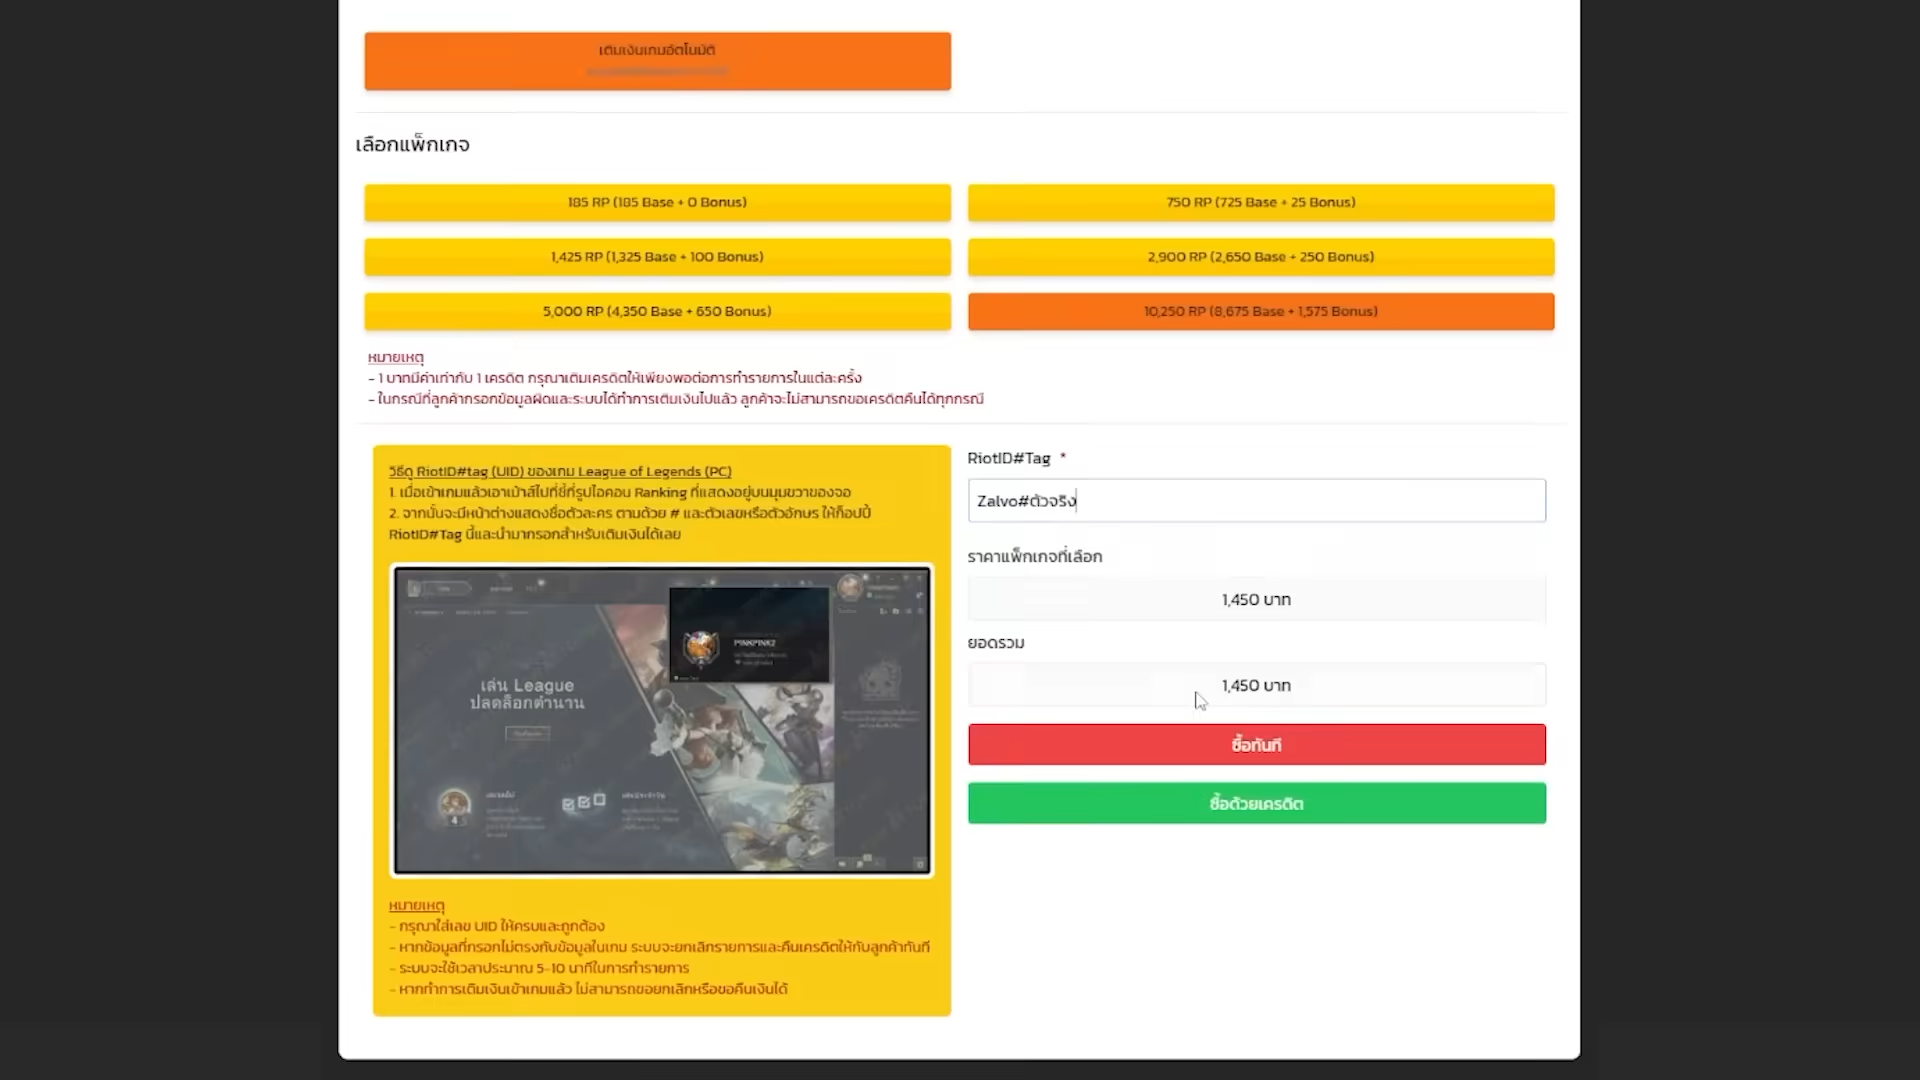 เติมเงินเกมอัตโนมัติ
เลือกแพ็กเกจ
185 RP (185 Base + 0 Bonus)
750 RP (725 Base + 25 Bonus)
1,425 RP (1,325 Base + 100 Bonus)
2,900 RP (2,650 Base + 250 Bonus)
5,000 RP (4,350 Base + 650 Bonus)
10,250 RP (8,675 Base + 1,575 Bonus)
หมายเหตุ
- 1 บาทมีค่าเท่ากับ 1 เครดิต กรุณาเติมเครดิตให้เพียงพอต่อการทำรายการในแต่ละครั้ง
- ในกรณีที่ลูกค้ากรอกข้อมูลผิดและระบบได้ทำการเติมเงินไปแล้ว ลูกค้าจะไม่สามารถขอเครดิตคืนได้ทุกกรณี
วิธีดู RiotID#tag (UID) ของเกม League of Legends (PC)
1. เมื่อเข้าเกมแล้วเอาเม้าส์ไปที่ชี้ที่รูปไอคอน Ranking ที่แสดงอยู่บนมุมขวาของจอ
2. จากนั้นจะมีหน้าต่างแสดงชื่อตัวละคร ตามด้วย # และตัวเลขหรือตัวอักษร ให้ก็อปปี้
RiotID#Tag นี้และนำมากรอกสำหรับเติมเงินได้เลย
PINKPINK2
เล่น League
ปลดล็อกตำนาน
หมายเหตุ
- กรุณาใส่เลข UID ให้ครบและถูกต้อง
- หากข้อมูลที่กรอกไม่ตรงกับข้อมูลในเกม ระบบจะยกเลิกรายการและคืนเครดิตให้กับลูกค้าทันที
- ระบบจะใช้เวลาประมาณ 5-10 นาทีในการทำรายการ
- หากทำการเติมเงินเข้าเกมแล้ว ไม่สามารถขอยกเลิกหรือขอคืนเงินได้
RiotID#Tag *
Zalvo#ตัวจริง
ราคาแพ็กเกจที่เลือก
1,450 บาท
ยอดรวม
1,450 บาท
ซื้อทันที
ซื้อด้วยเครดิต